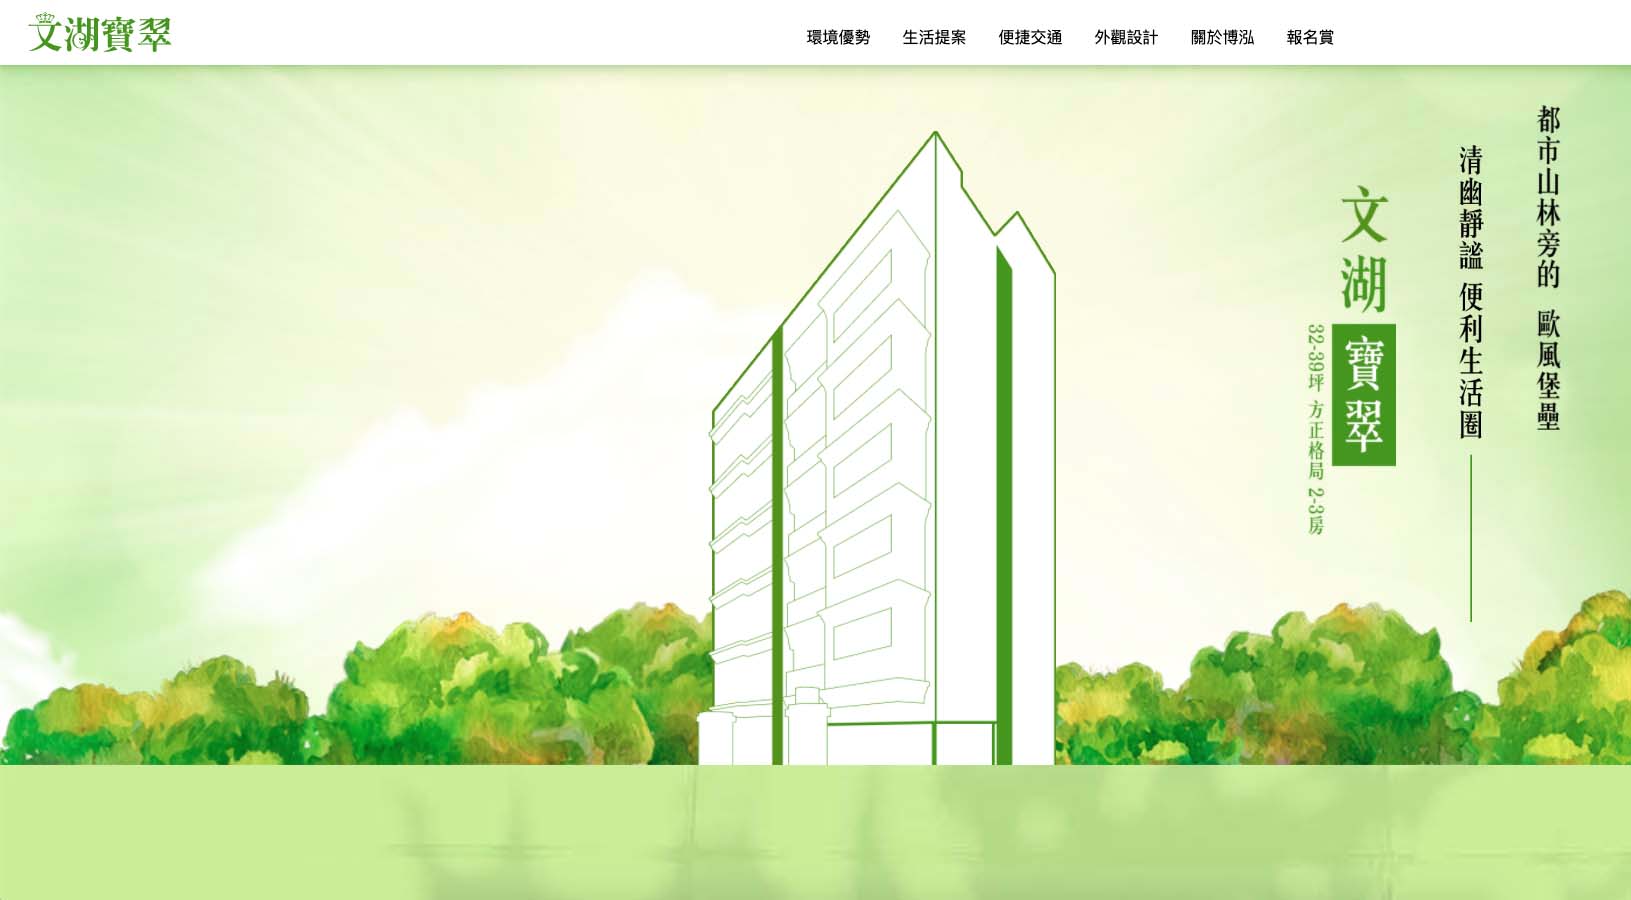 文湖寶翠
環境優勢 生活提案 便捷交通 外觀設計 關於博泓 報名賞
都市山林旁的 歐風堡壘
清幽靜謐 便利生活圈
文湖寶翠
32-39坪 方正格局 2-3房